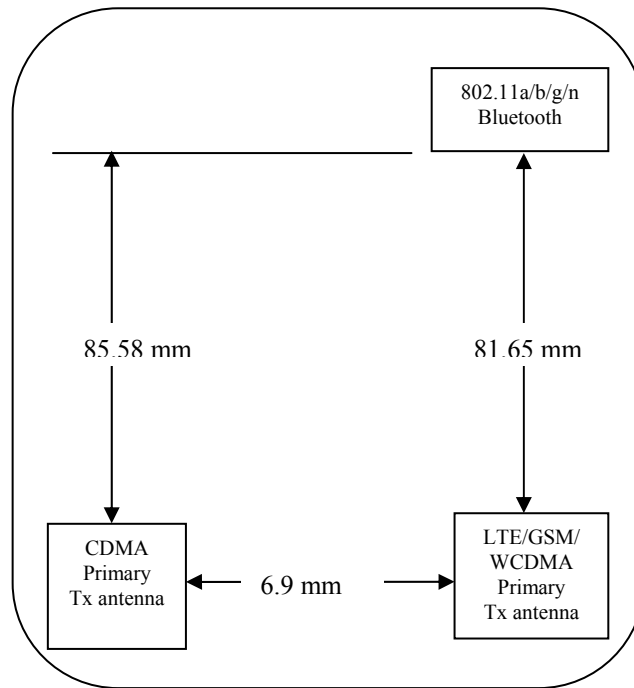 802.11a/b/g/n
Bluetooth
85.58 mm
81.65 mm
CDMA
Primary
Tx antenna
6.9 mm
LTE/GSM/
WCDMA
Primary
Tx antenna